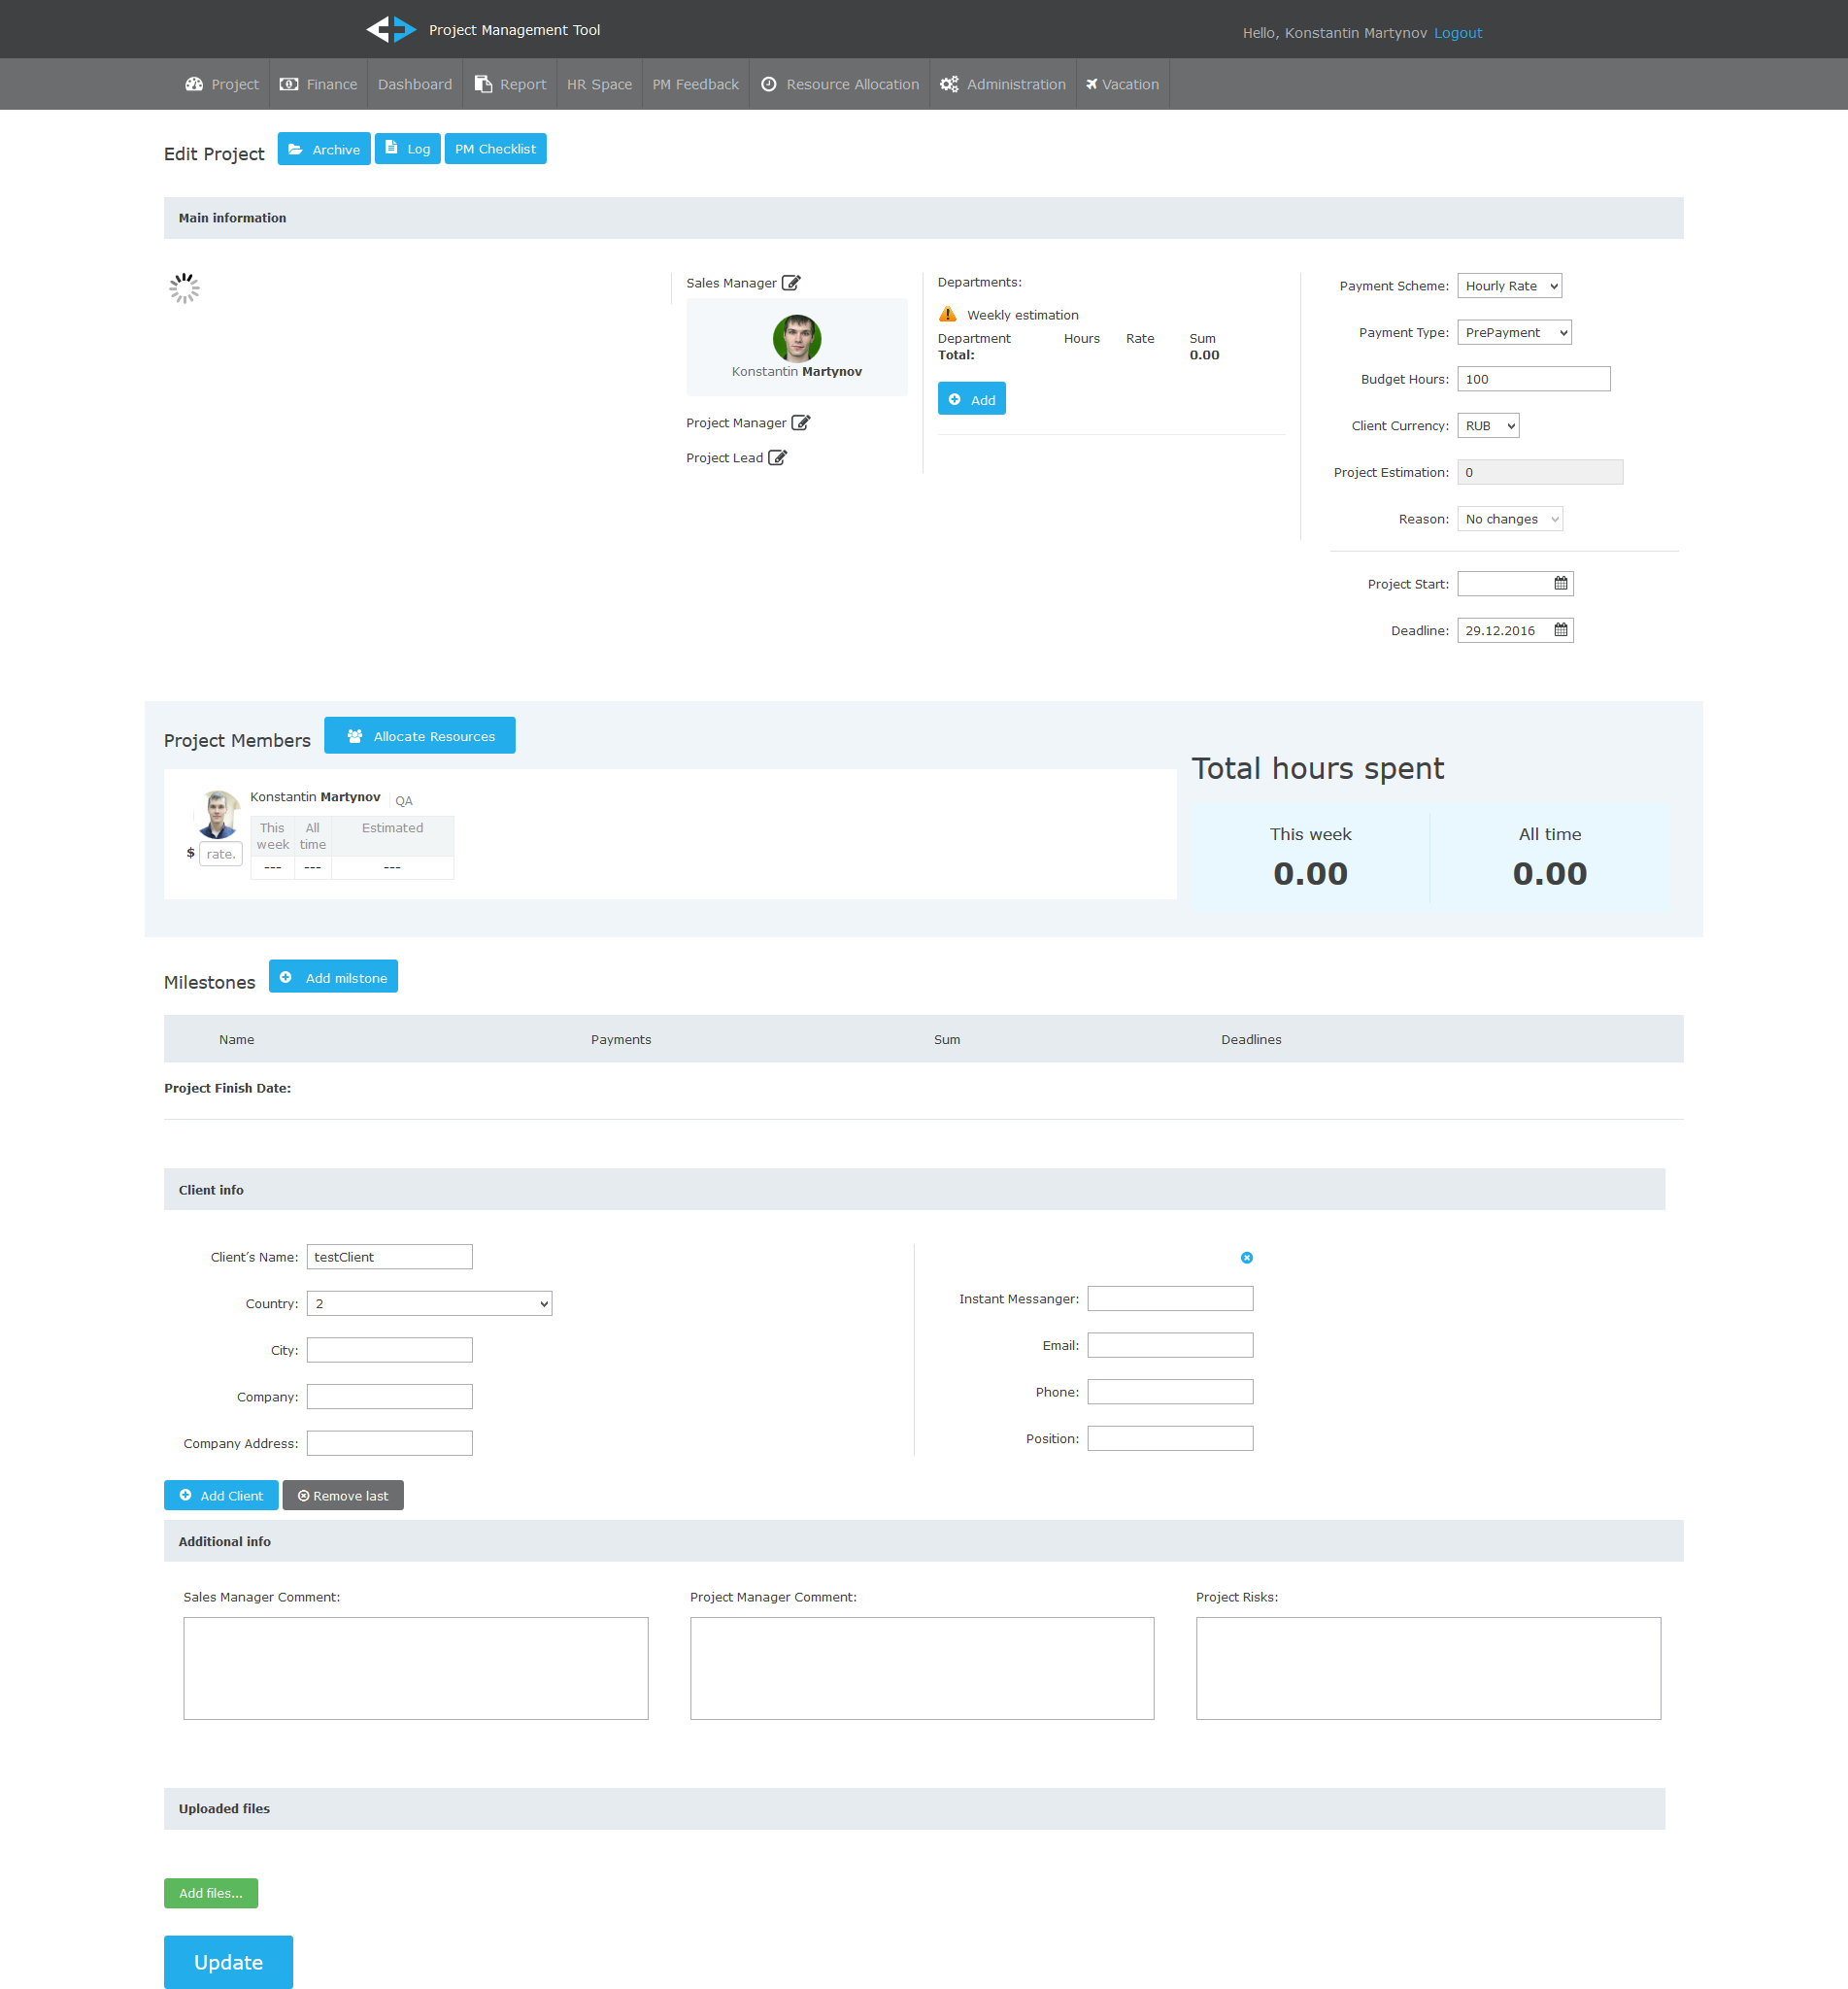 Project Management Tool
Hello, Konstantin Martynov Logout
Project Finance Dashboard Report HR Space PM Feedback Resource Allocation Administration Vacation
Edit Project Archive Log PM Checklist
Main information
Sales Manager
Konstantin Martynov
Project Manager
Project Lead
Departments:
Weekly estimation
Department Hours Rate Sum
Total: 0.00
Add
Payment Scheme: Hourly Rate
Payment Type: PrePayment
Budget Hours: 100
Client Currency: RUB
Project Estimation: 0
Reason: No changes
Project Start:
Deadline: 29.12.2016
Project Members Allocate Resources
Konstantin Martynov QA
This week All time Estimated
$ rate.
--- --- ---
Total hours spent
This week All time
0.00 0.00
Milestones Add milstone
Name Payments Sum Deadlines
Project Finish Date:
Client info
Client's Name: testClient
Country: 2
City:
Company:
Company Address:
Instant Messanger:
Email:
Phone:
Position:
Add Client Remove last
Additional info
Sales Manager Comment: Project Manager Comment: Project Risks:
Uploaded files
Add files...
Update